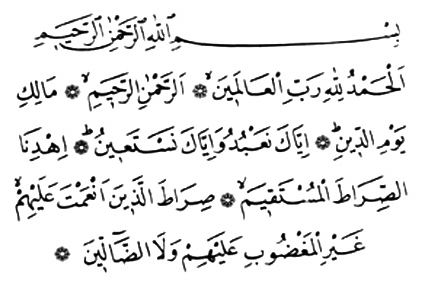 بِسْمِ اللهِ الرَّحْمٰنِ الرَّحِيمِ
اَلْحَمْدُ لِلّٰهِ رَبِّ الْعَالَمِينَۙ ۞ اَلرَّحْمٰنِ الرَّحِيمِۙ ۞ مَالِكِ
يَوْمِ الدِّينِۜ ۞ اِيَّاكَ نَعْبُدُ وَاِيَّاكَ نَسْتَعِينُۜ ۞ اِهْدِنَا
الصِّرَاطَ الْمُسْتَقِيمَۙ ۞ صِرَاطَ الَّذِينَ اَنْعَمْتَ عَلَيْهِمْۙ
غَيْرِ الْمَغْضُوبِ عَلَيْهِمْ وَلَا الضَّٓالِّينَ ۞